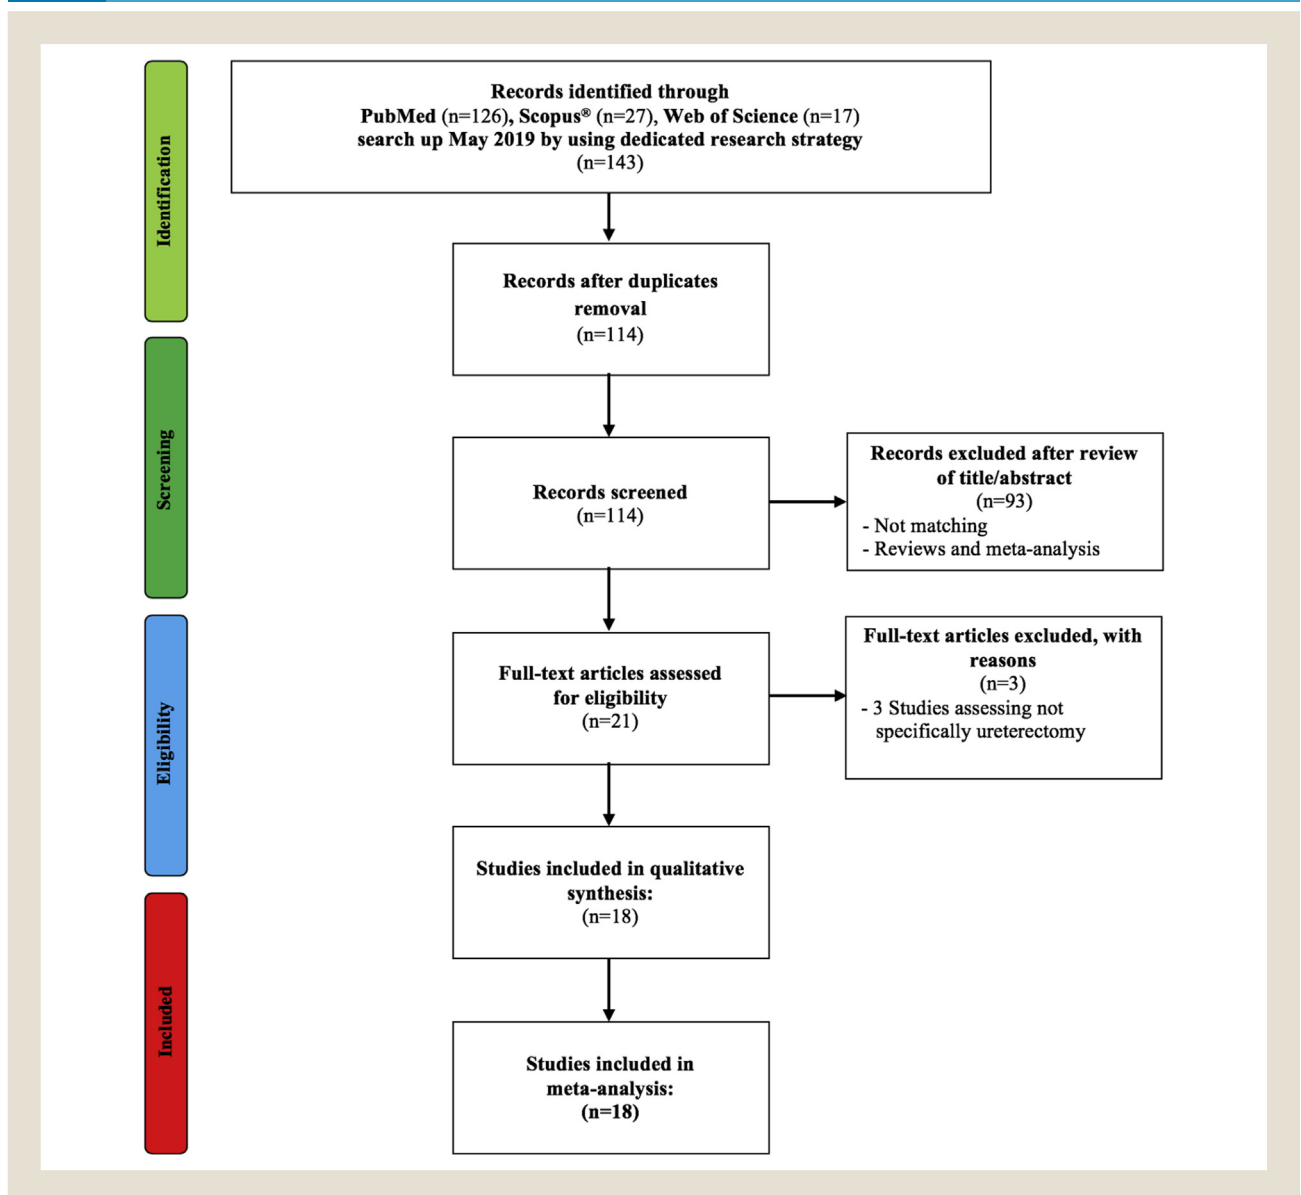 Identification
Records identified through
PubMed (n=126), Scopus® (n=27), Web of Science (n=17)
search up May 2019 by using dedicated research strategy
(n=143)
Records after duplicates
removal
(n=114)
Screening
Records screened
(n=114)
Records excluded after review
of title/abstract
(n=93)
- Not matching
- Reviews and meta-analysis
Eligibility
Full-text articles assessed
for eligibility
(n=21)
Full-text articles excluded, with
reasons
(n=3)
- 3 Studies assessing not
specifically ureterectomy
Studies included in qualitative
synthesis:
(n=18)
Included
Studies included in
meta-analysis:
(n=18)